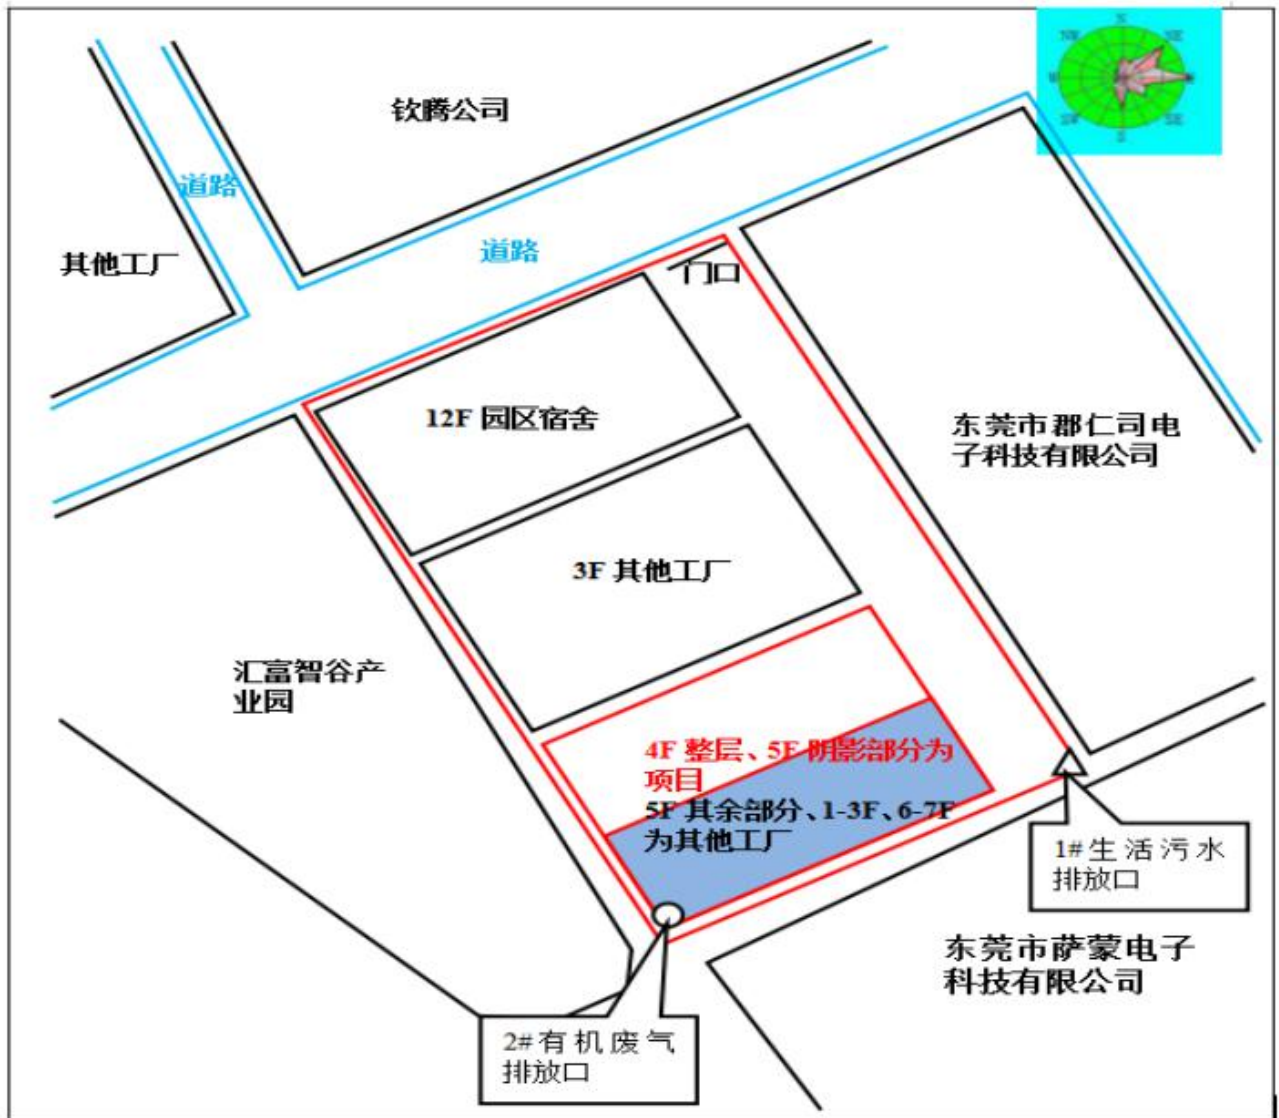 N
钦腾公司
道路
道路
其他工厂
门口
12F 园区宿舍
东莞市郡仁司电
子科技有限公司
3F 其他工厂
汇富智谷产
业园
4F 整层、5F 阴影部分为
项目
5F 其余部分、1-3F、6-7F
为其他工厂
1#生活污水
排放口
东莞市萨蒙电子
科技有限公司
2#有机废气
排放口